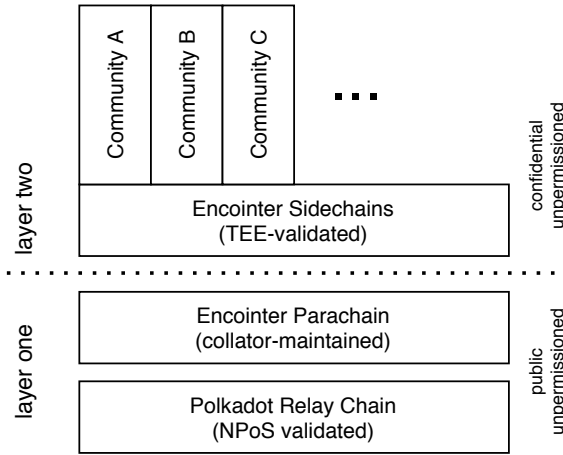 Community A
Community B
Community C
...
layer two
confidential
unpermissioned
Encointer Sidechains
(TEE-validated)
layer one
Encointer Parachain
(collator-maintained)
public
unpermissioned
Polkadot Relay Chain
(NPoS validated)